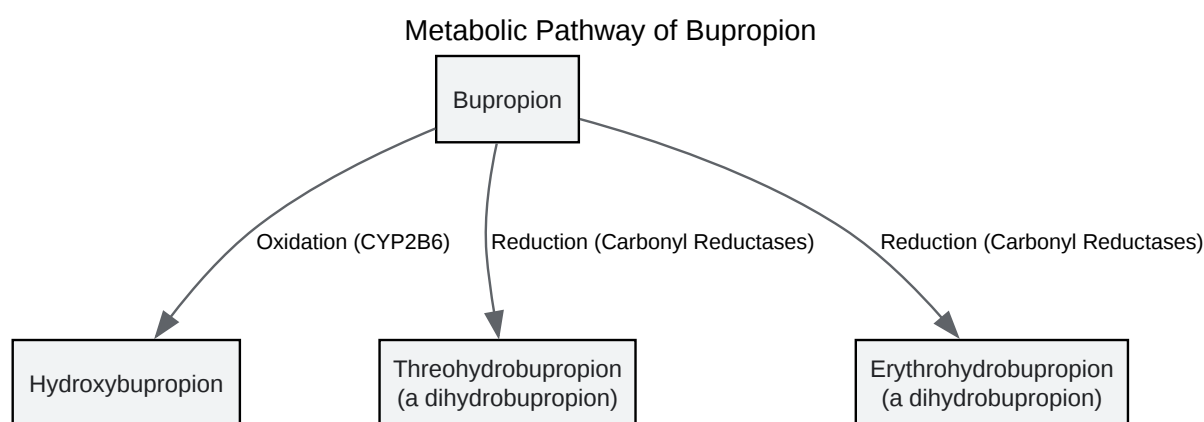 Metabolic Pathway of Bupropion
Bupropion
Oxidation (CYP2B6)
Reduction (Carbonyl Reductases)
Reduction (Carbonyl Reductases)
Hydroxybupropion
Threohydrobupropion
(a dihydrobupropion)
Erythrohydrobupropion
(a dihydrobupropion)